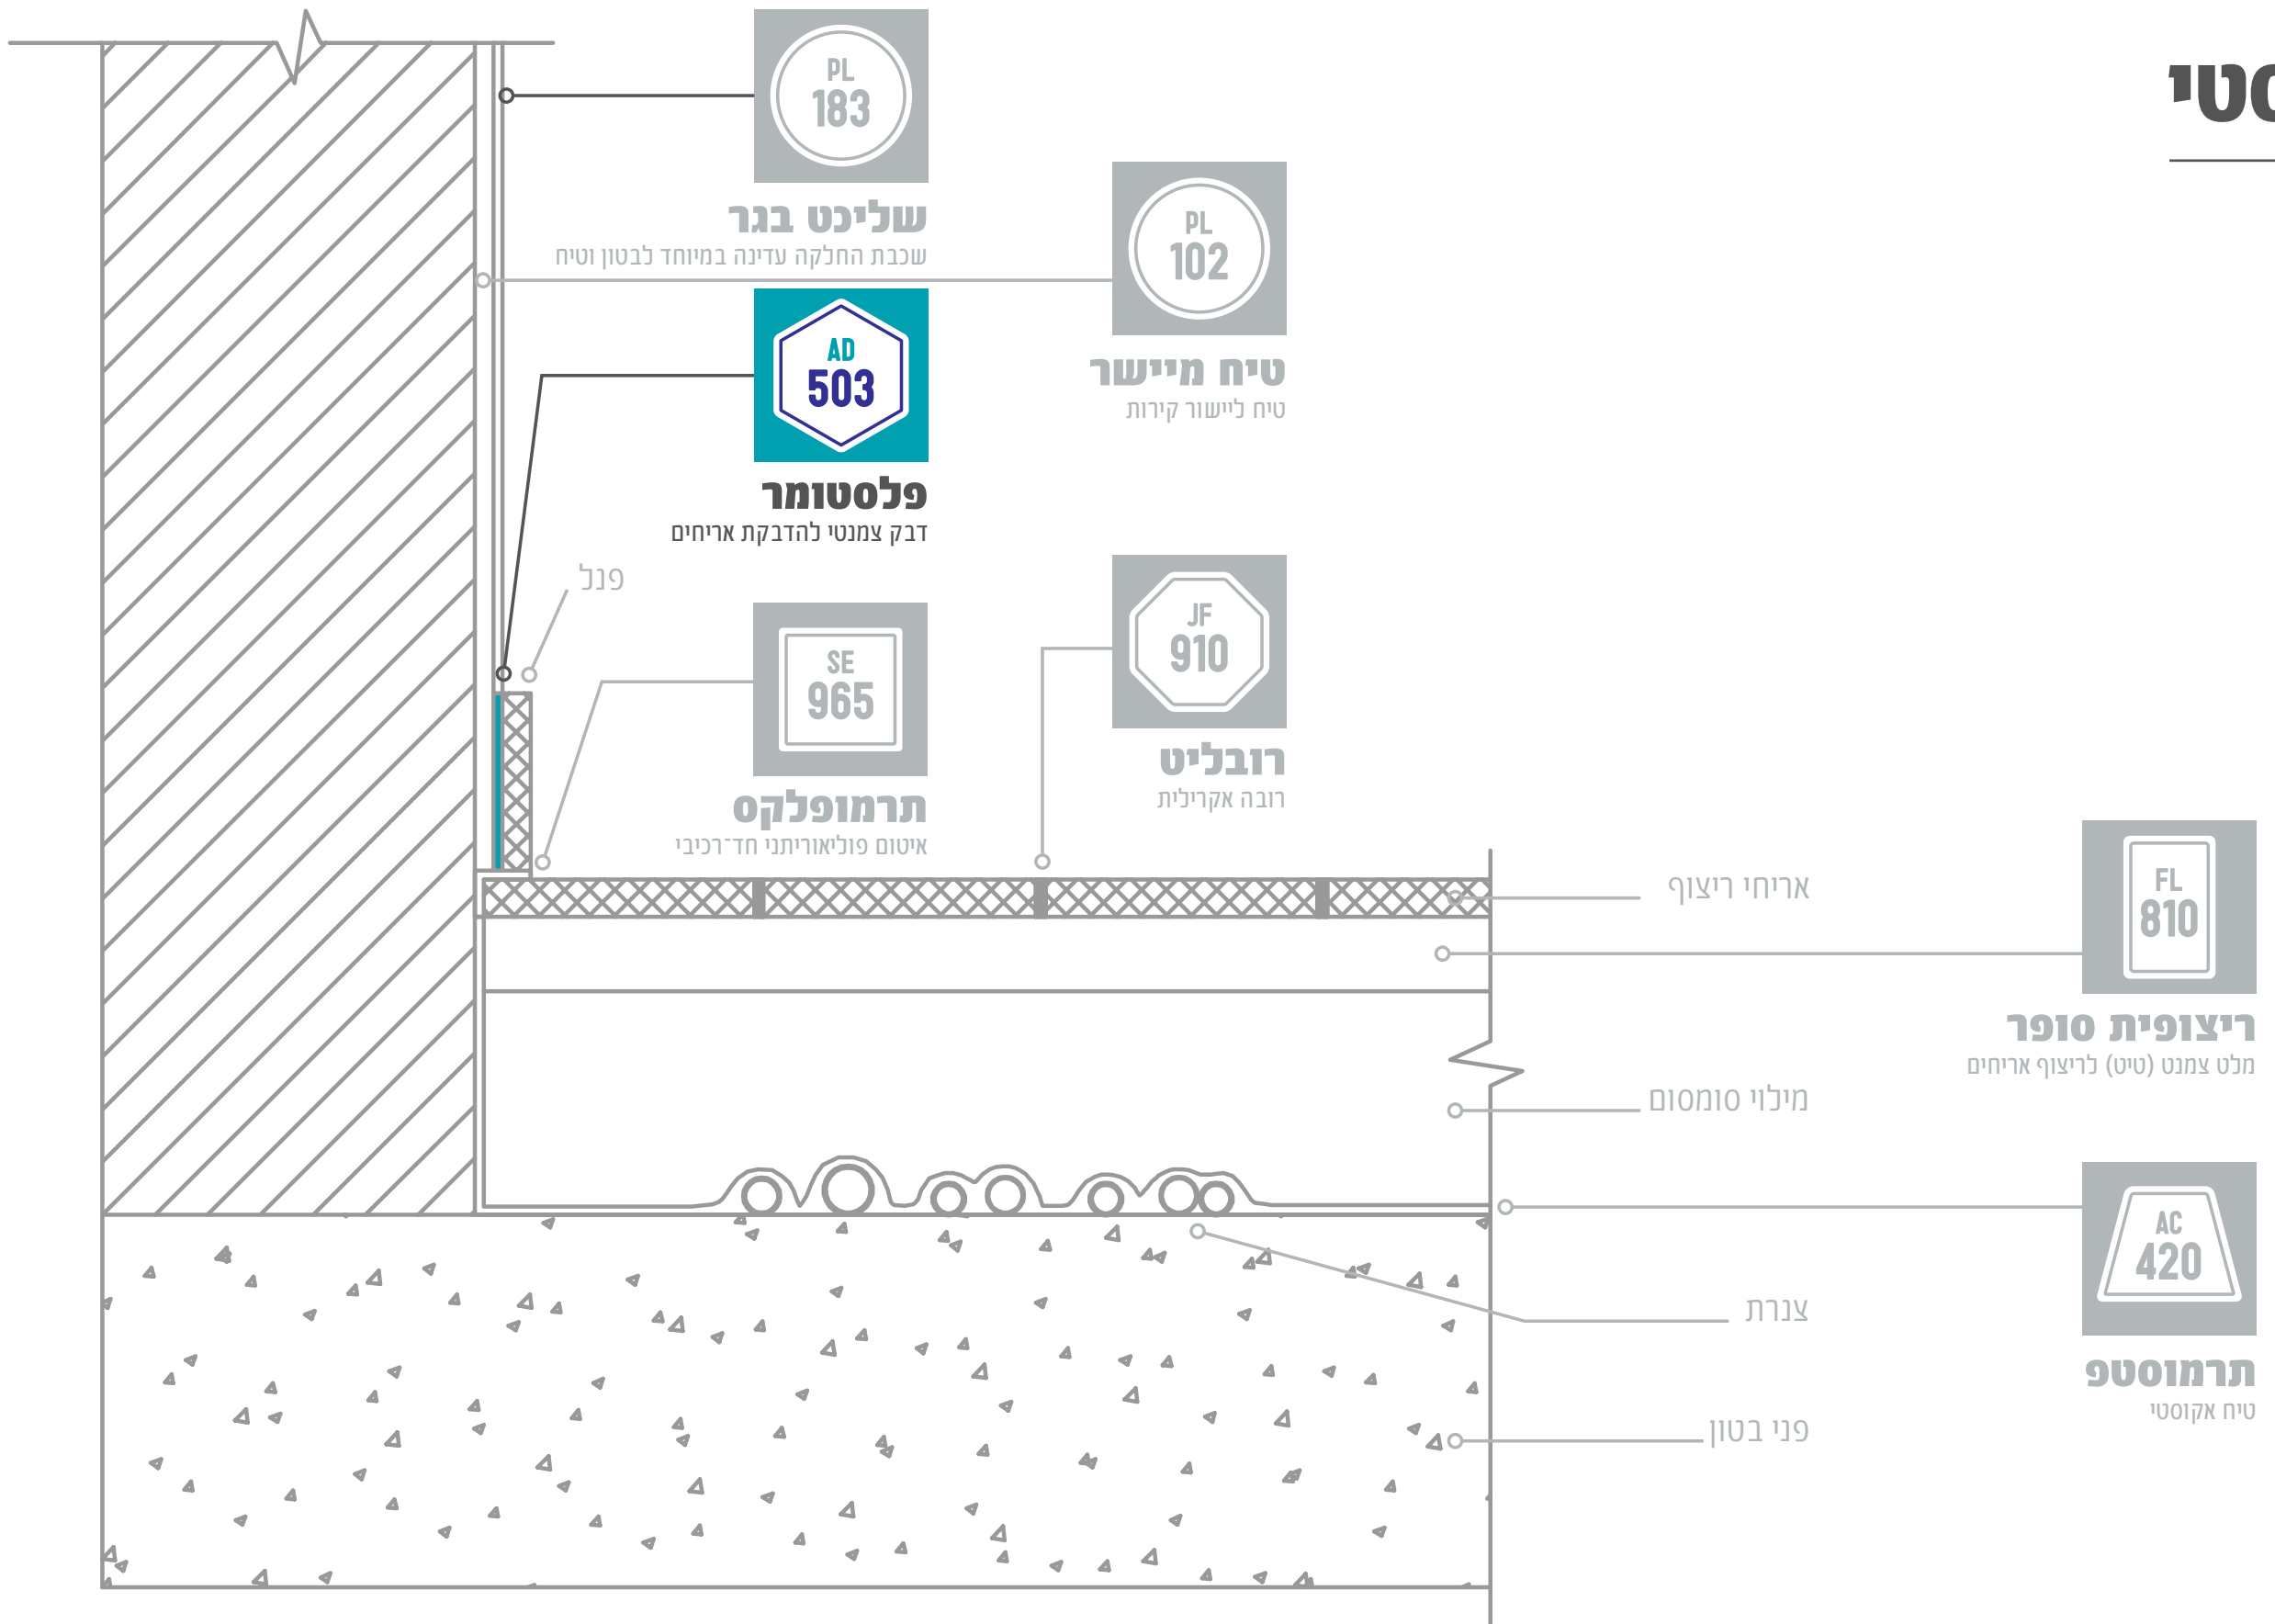 PL
183
שליכט בגר
שכבת החלקה עדינה במיוחד לבטון וטיח
PL
102
טיח מיישר
טיח ליישור קירות
AD
503
פלסטומר
דבק צמנטי להדבקת אריחים
פנל
SE
965
תרמופלקס
איטום פוליאוריתני חד־רכיבי
JF
910
רובליט
רובה אקרילית
אריחי ריצוף
FL
810
ריצופית סופר
מלט צמנט (טיט) לריצוף אריחים
מילוי סומסום
AC
420
תרמוסטפ
טיח אקוסטי
צנרת
פני בטון